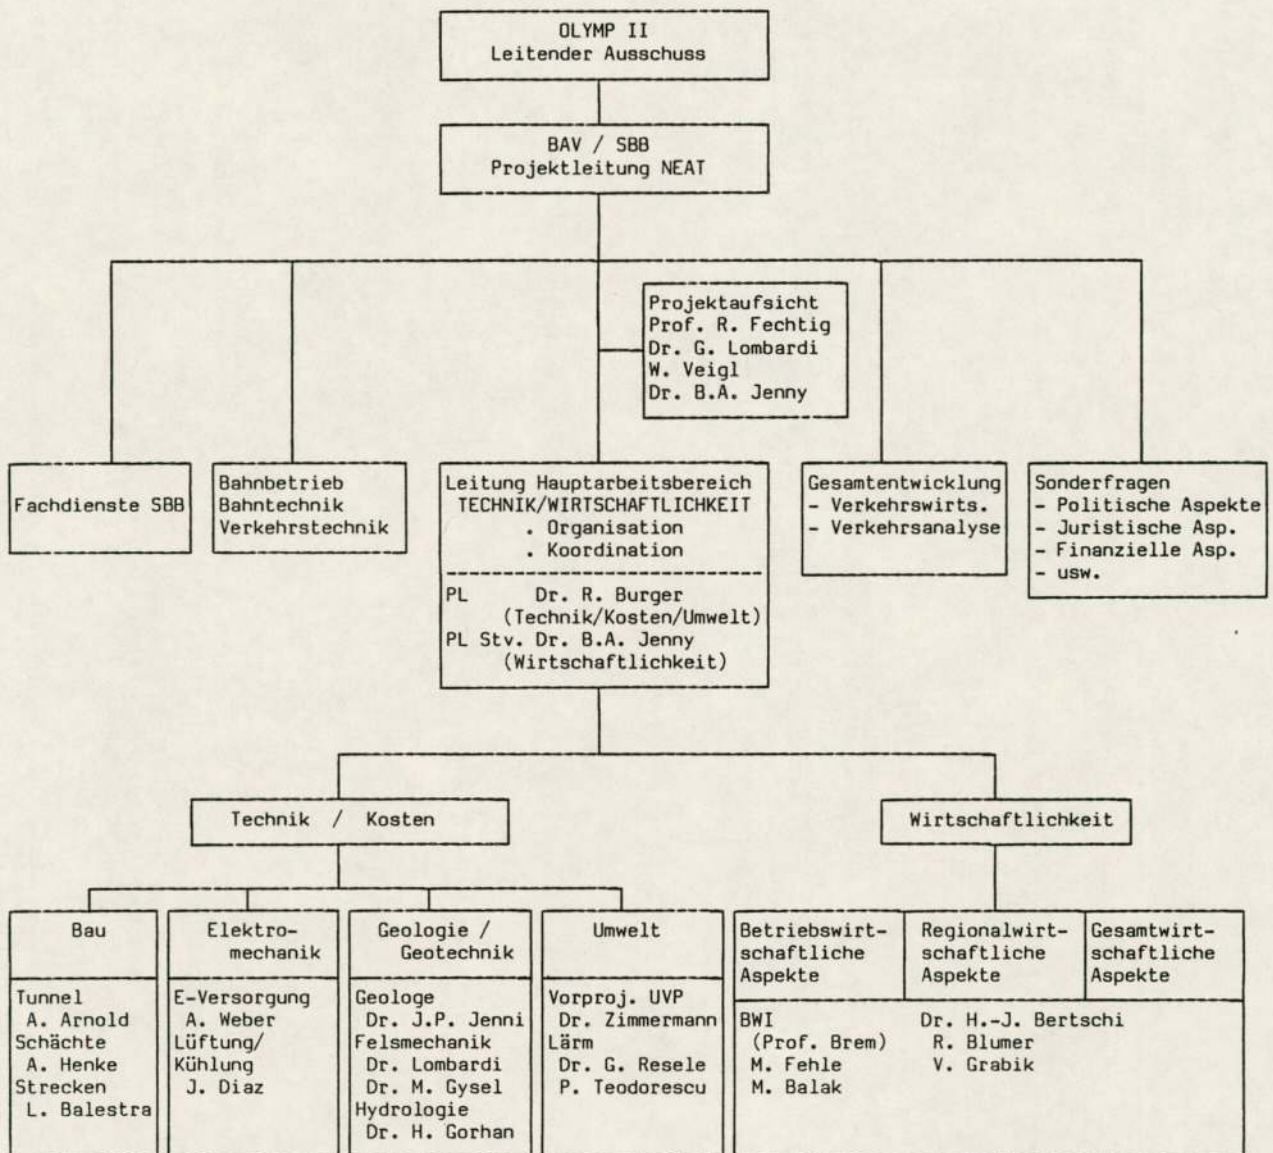 OLYMP II
Leitender Ausschuss
BAV / SBB
Projektleitung NEAT
Projektaufsicht
Prof. R. Fechtig
Dr. G. Lombardi
W. Veigl
Dr. B.A. Jenny
Fachdienste SBB
Bahnbetrieb
Bahntechnik
Verkehrstechnik
Leitung Hauptarbeitsbereich
TECHNIK/WIRTSCHAFTLICHKEIT
. Organisation
. Koordination
PL Dr. R. Burger
(Technik/Kosten/Umwelt)
PL Stv. Dr. B.A. Jenny
(Wirtschaftlichkeit)
Gesamtentwicklung
- Verkehrswirts.
- Verkehrsanalyse
Sonderfragen
- Politische Aspekte
- Juristische Asp.
- Finanzielle Asp.
- usw.
Technik / Kosten
Wirtschaftlichkeit
Bau
Tunnel
A. Arnold
Schächte
A. Henke
Strecken
L. Balestra
Elektro-
mechanik
E-Versorgung
A. Weber
Lüftung/
Kühlung
J. Diaz
Geologie /
Geotechnik
Geologe
Dr. J.P. Jenni
Felsmechanik
Dr. Lombardi
Dr. M. Gysel
Hydrologie
Dr. H. Gorhan
Umwelt
Vorproj. UVP
Dr. Zimmermann
Lärm
Dr. G. Resele
P. Teodorescu
Betriebswirt-
schaftliche
Aspekte
Regionalwirt-
schaftliche
Aspekte
Gesamtwirt-
schaftliche
Aspekte
BWI
(Prof. Brem)
M. Fehle
M. Balak
Dr. H.-J. Bertschi
R. Blumer
V. Grabik